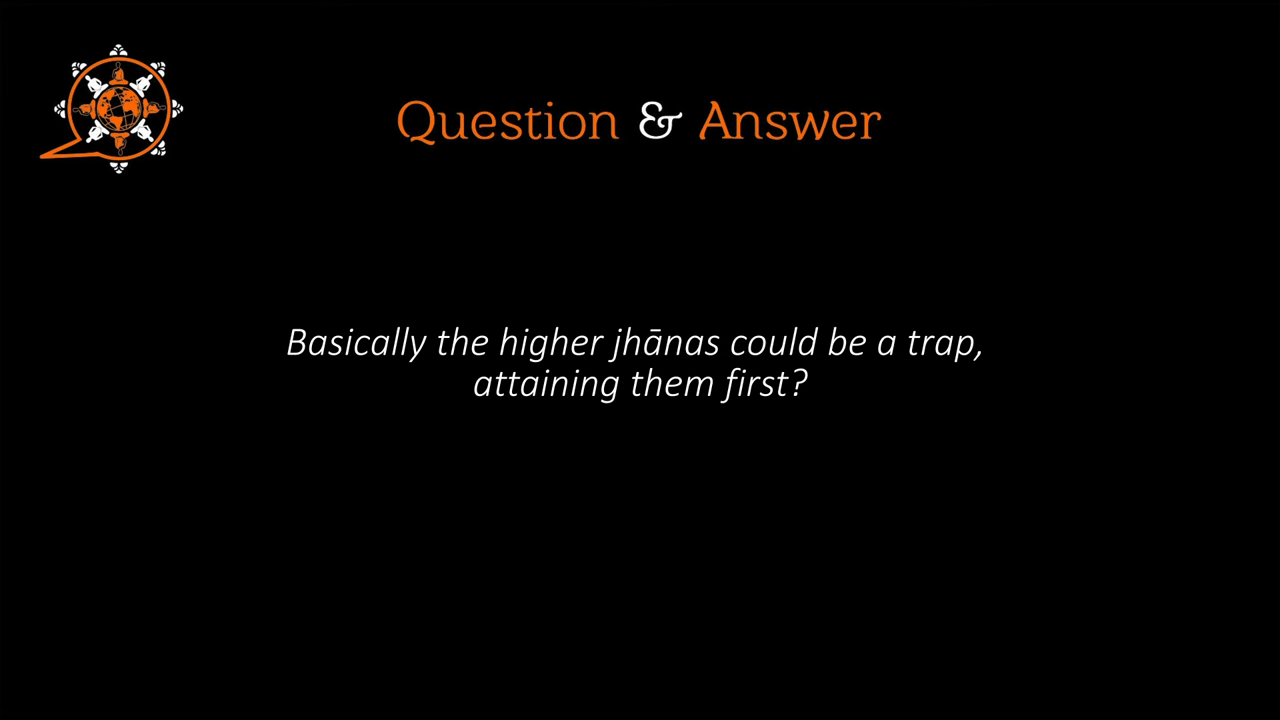 Question & Answer
Basically the higher jhānas could be a trap,
attaining them first?